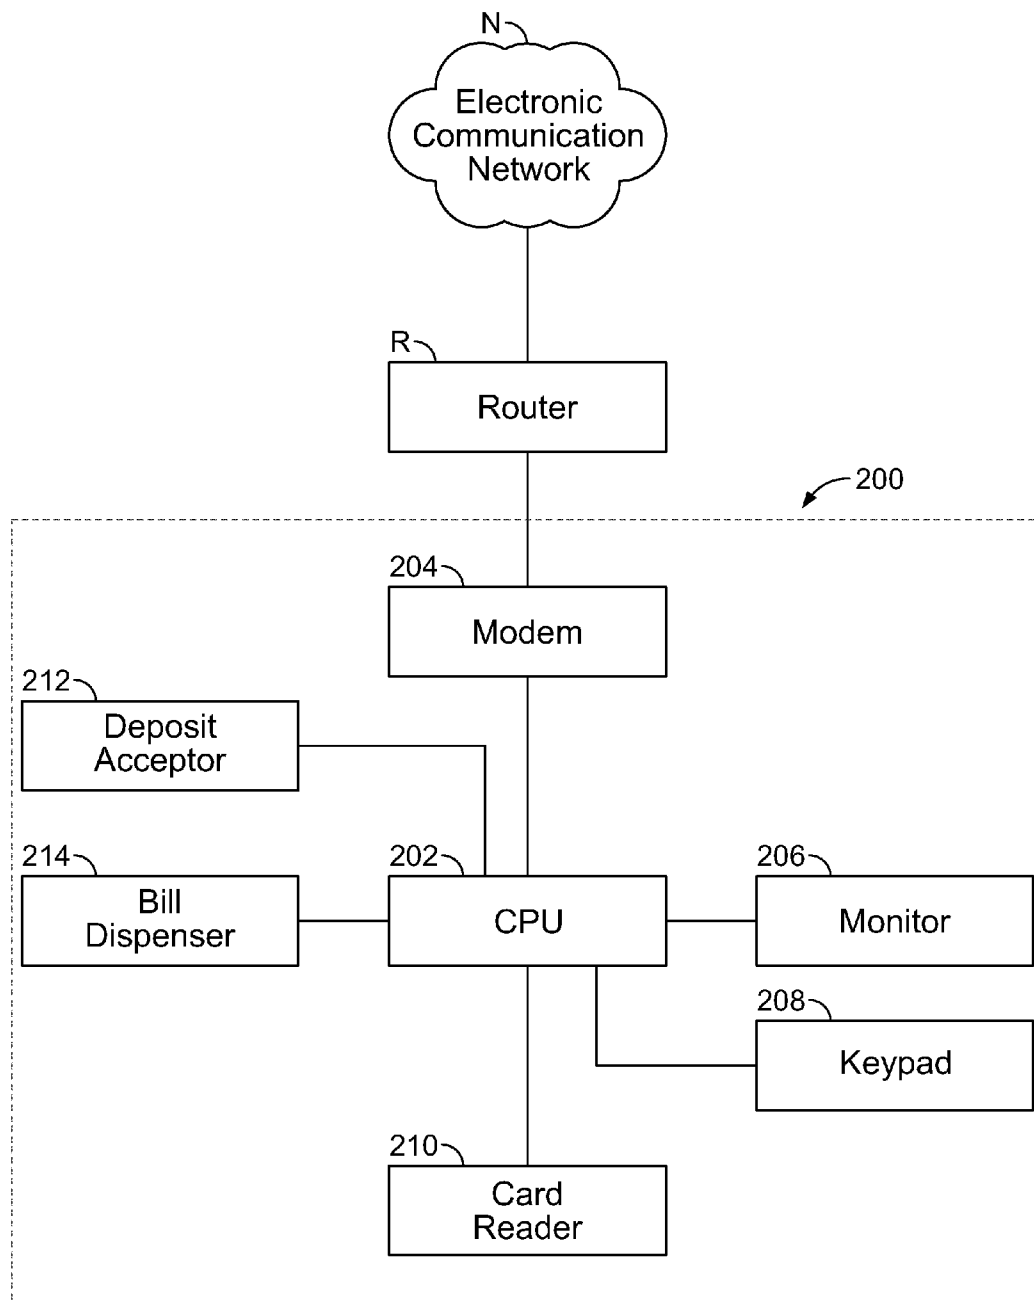 N
Electronic
Communication
Network
R
Router
200
204
Modem
212
Deposit
Acceptor
214
Bill
Dispenser
202
CPU
206
Monitor
208
Keypad
210
Card
Reader